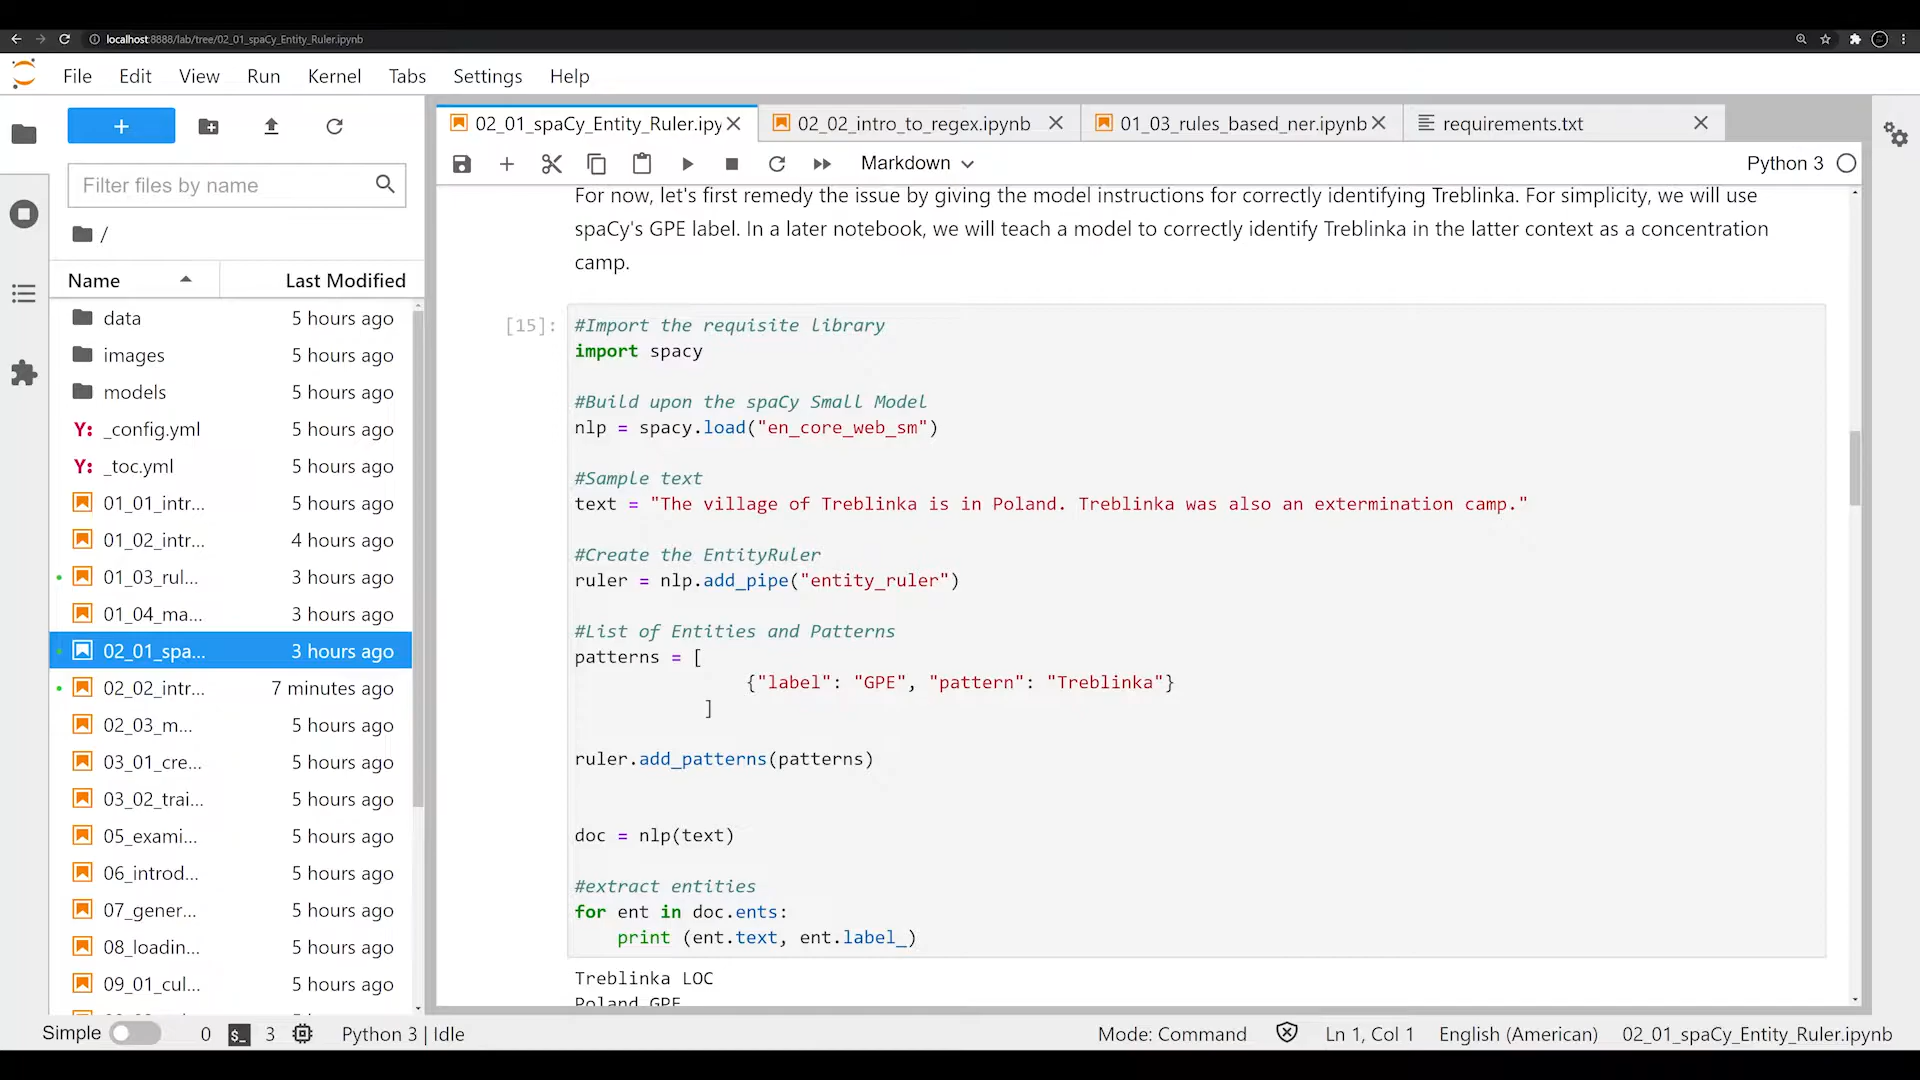 localhost:8888/lab/tree/02_01_spaCy_Entity_Ruler.ipynb
File Edit View Run Kernel Tabs Settings Help
+
Filter files by name
/
Name Last Modified
data 5 hours ago
images 5 hours ago
models 5 hours ago
Y: _config.yml 5 hours ago
Y: _toc.yml 5 hours ago
01_01_intr... 5 hours ago
01_02_intr... 4 hours ago
01_03_rul... 3 hours ago
01_04_ma... 3 hours ago
02_01_spa... 3 hours ago
02_02_intr... 7 minutes ago
02_03_m... 5 hours ago
03_01_cre... 5 hours ago
03_02_trai... 5 hours ago
05_exami... 5 hours ago
06_introd... 5 hours ago
07_gener... 5 hours ago
08_loadin... 5 hours ago
09_01_cul... 5 hours ago
02_01_spaCy_Entity_Ruler.ipy 02_02_intro_to_regex.ipynb 01_03_rules_based_ner.ipynb requirements.txt
Markdown Python 3
For now, let's first remedy the issue by giving the model instructions for correctly identifying Treblinka. For simplicity, we will use
spaCy's GPE label. In a later notebook, we will teach a model to correctly identify Treblinka in the latter context as a concentration
camp.
[15]: #Import the requisite library
import spacy
#Build upon the spaCy Small Model
nlp = spacy.load("en_core_web_sm")
#Sample text
text = "The village of Treblinka is in Poland. Treblinka was also an extermination camp."
#Create the EntityRuler
ruler = nlp.add_pipe("entity_ruler")
#List of Entities and Patterns
patterns = [
{"label": "GPE", "pattern": "Treblinka"}
]
ruler.add_patterns(patterns)
doc = nlp(text)
#extract entities
for ent in doc.ents:
print (ent.text, ent.label_)
Treblinka LOC
Poland GPE
Simple 0 $_ 3 Python 3 | Idle Mode: Command Ln 1, Col 1 English (American) 02_01_spaCy_Entity_Ruler.ipynb